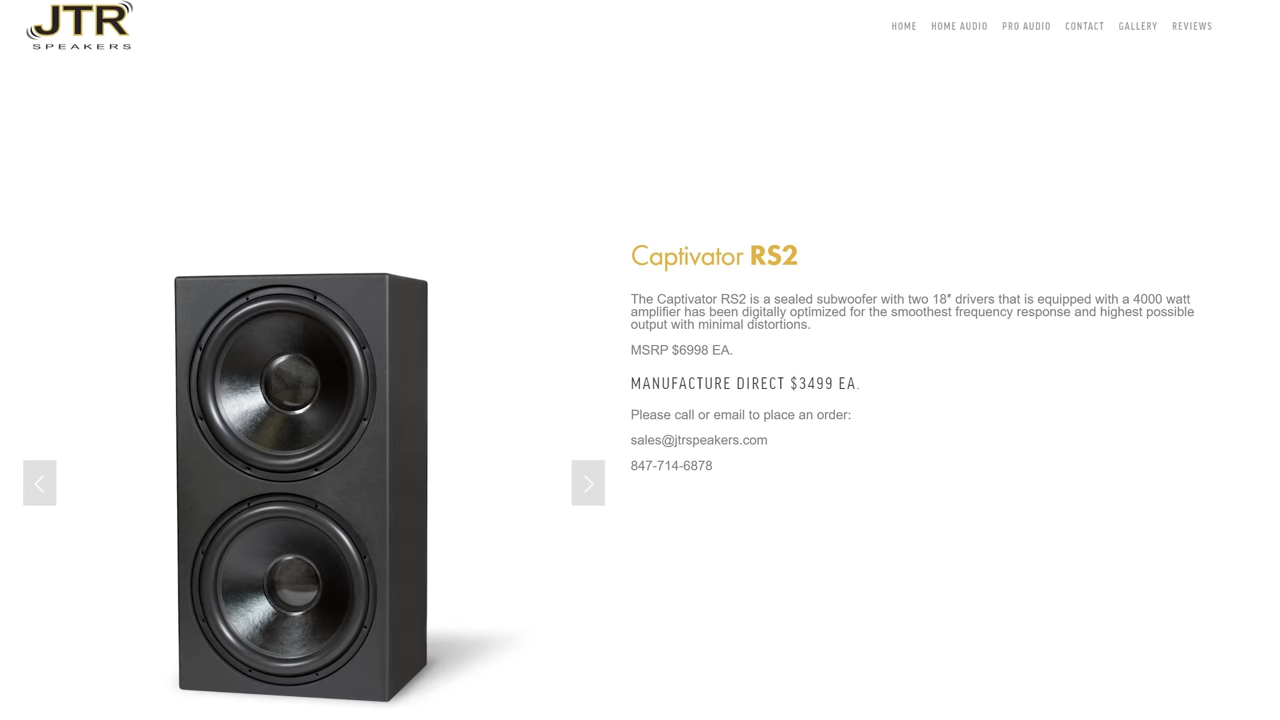 JTR
SPEAKERS
HOME HOME AUDIO PRO AUDIO CONTACT GALLERY REVIEWS
Captivator RS2
The Captivator RS2 is a sealed subwoofer with two 18″ drivers that is equipped with a 4000 watt
amplifier has been digitally optimized for the smoothest frequency response and highest possible
output with minimal distortions.
MSRP $6998 EA.
MANUFACTURE DIRECT $3499 EA.
Please call or email to place an order:
sales@jtrspeakers.com
847-714-6878